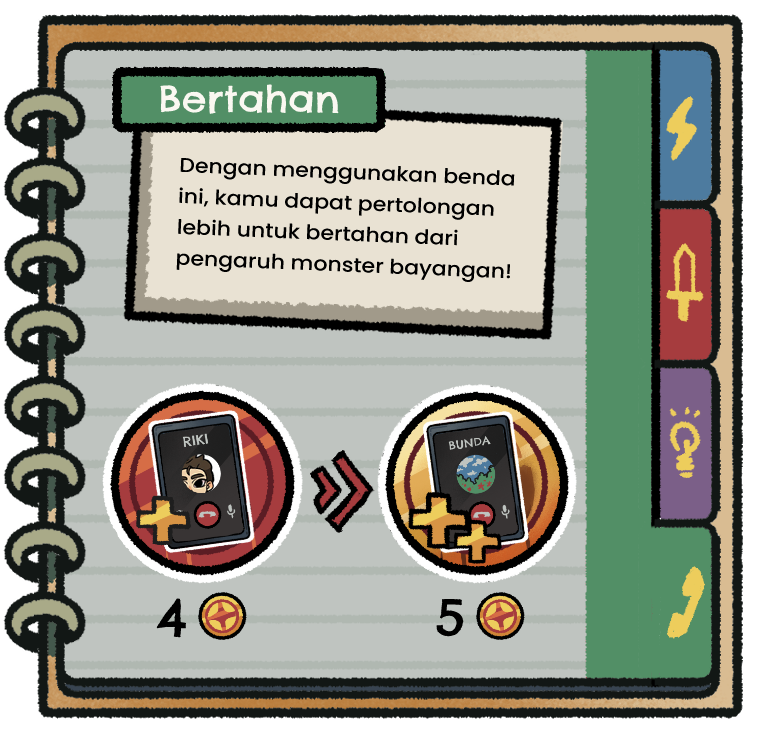 Bertahan
Dengan menggunakan benda
ini, kamu dapat pertolongan
lebih untuk bertahan dari
pengaruh monster bayangan!
RIKI
BUNDA
4
5